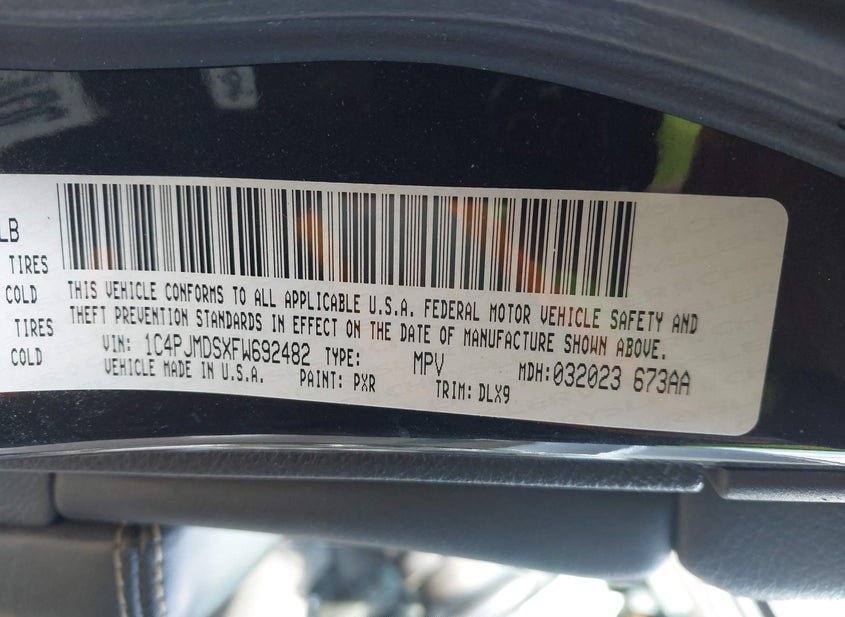 LB
TIRES
COLD
TIRES
COLD
THIS VEHICLE CONFORMS TO ALL APPLICABLE U.S.A. FEDERAL MOTOR VEHICLE SAFETY AND
THEFT PREVENTION STANDARDS IN EFFECT ON THE DATE OF MANUFACTURE SHOWN ABOVE.
VIN: 1C4PJMDSXFW692482 TYPE: MPV MDH:032023 673AA
VEHICLE MADE IN U.S.A. PAINT: PXR TRIM: DLX9